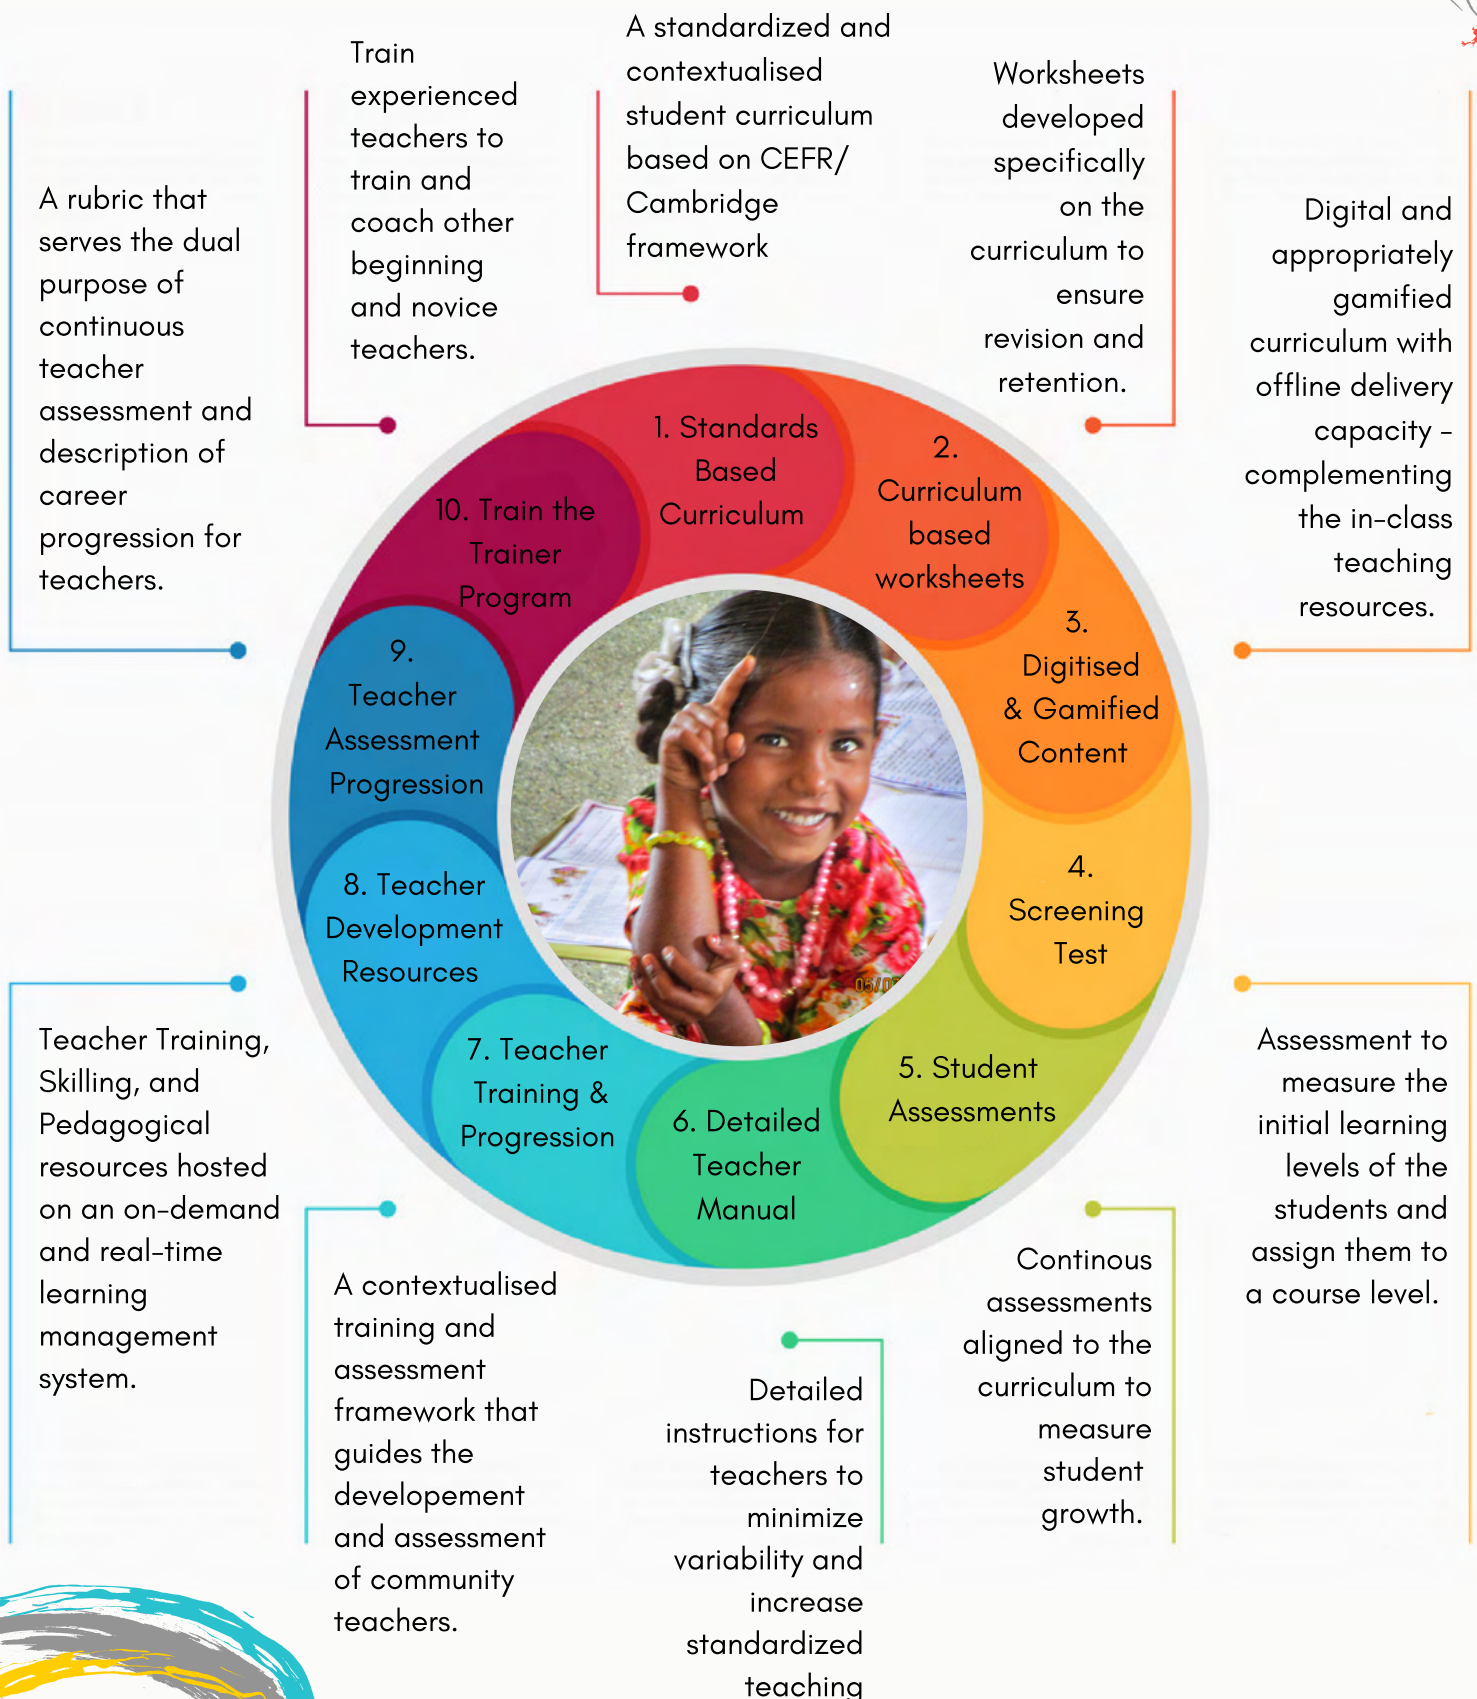 A standardized and
contextualised
student curriculum
based on CEFR/
Cambridge
framework
Worksheets
developed
specifically
on the
curriculum to
ensure
revision and
retention.
Digital and
appropriately
gamified
curriculum with
offline delivery
capacity -
complementing
the in-class
teaching
resources.
Assessment to
measure the
initial learning
levels of the
students and
assign them to
a course level.
Continous
assessments
aligned to the
curriculum to
measure
student
growth.
Detailed
instructions for
teachers to
minimize
variability and
increase
standardized
teaching
A contextualised
training and
assessment
framework that
guides the
developement
and assessment
of community
teachers.
Teacher Training,
Skilling, and
Pedagogical
resources hosted
on an on-demand
and real-time
learning
management
system.
A rubric that
serves the dual
purpose of
continuous
teacher
assessment and
description of
career
progression for
teachers.
Train
experienced
teachers to
train and
coach other
beginning
and novice
teachers.
1. Standards
Based
Curriculum
2.
Curriculum
based
worksheets
3.
Digitised
& Gamified
Content
4.
Screening
Test
5. Student
Assessments
6. Detailed
Teacher
Manual
7. Teacher
Training &
Progression
8. Teacher
Development
Resources
9.
Teacher
Assessment
Progression
10. Train the
Trainer
Program